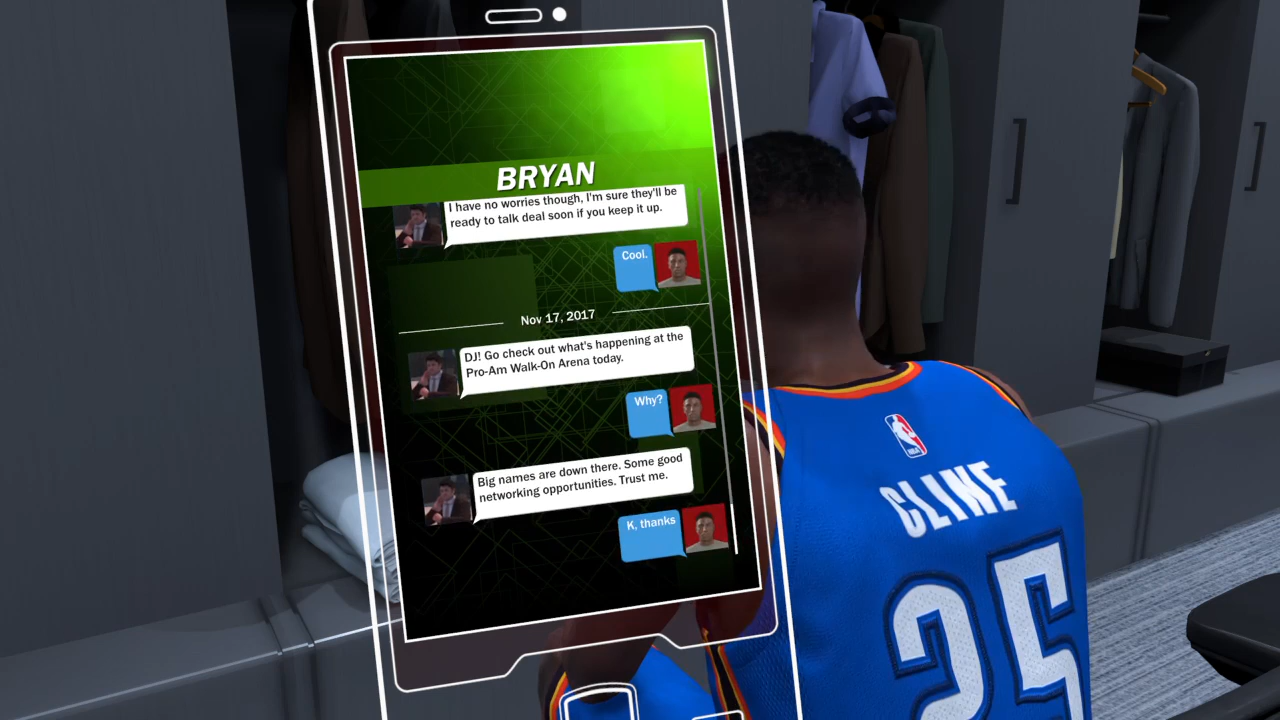 BRYAN
I have no worries though, I'm sure they'll be
ready to talk deal soon if you keep it up.
Cool.
Nov 17, 2017
DJ! Go check out what's happening at the
Pro-Am Walk-On Arena today.
Why?
Big names are down there. Some good
networking opportunities. Trust me.
K, thanks
NBA
CLINE
25